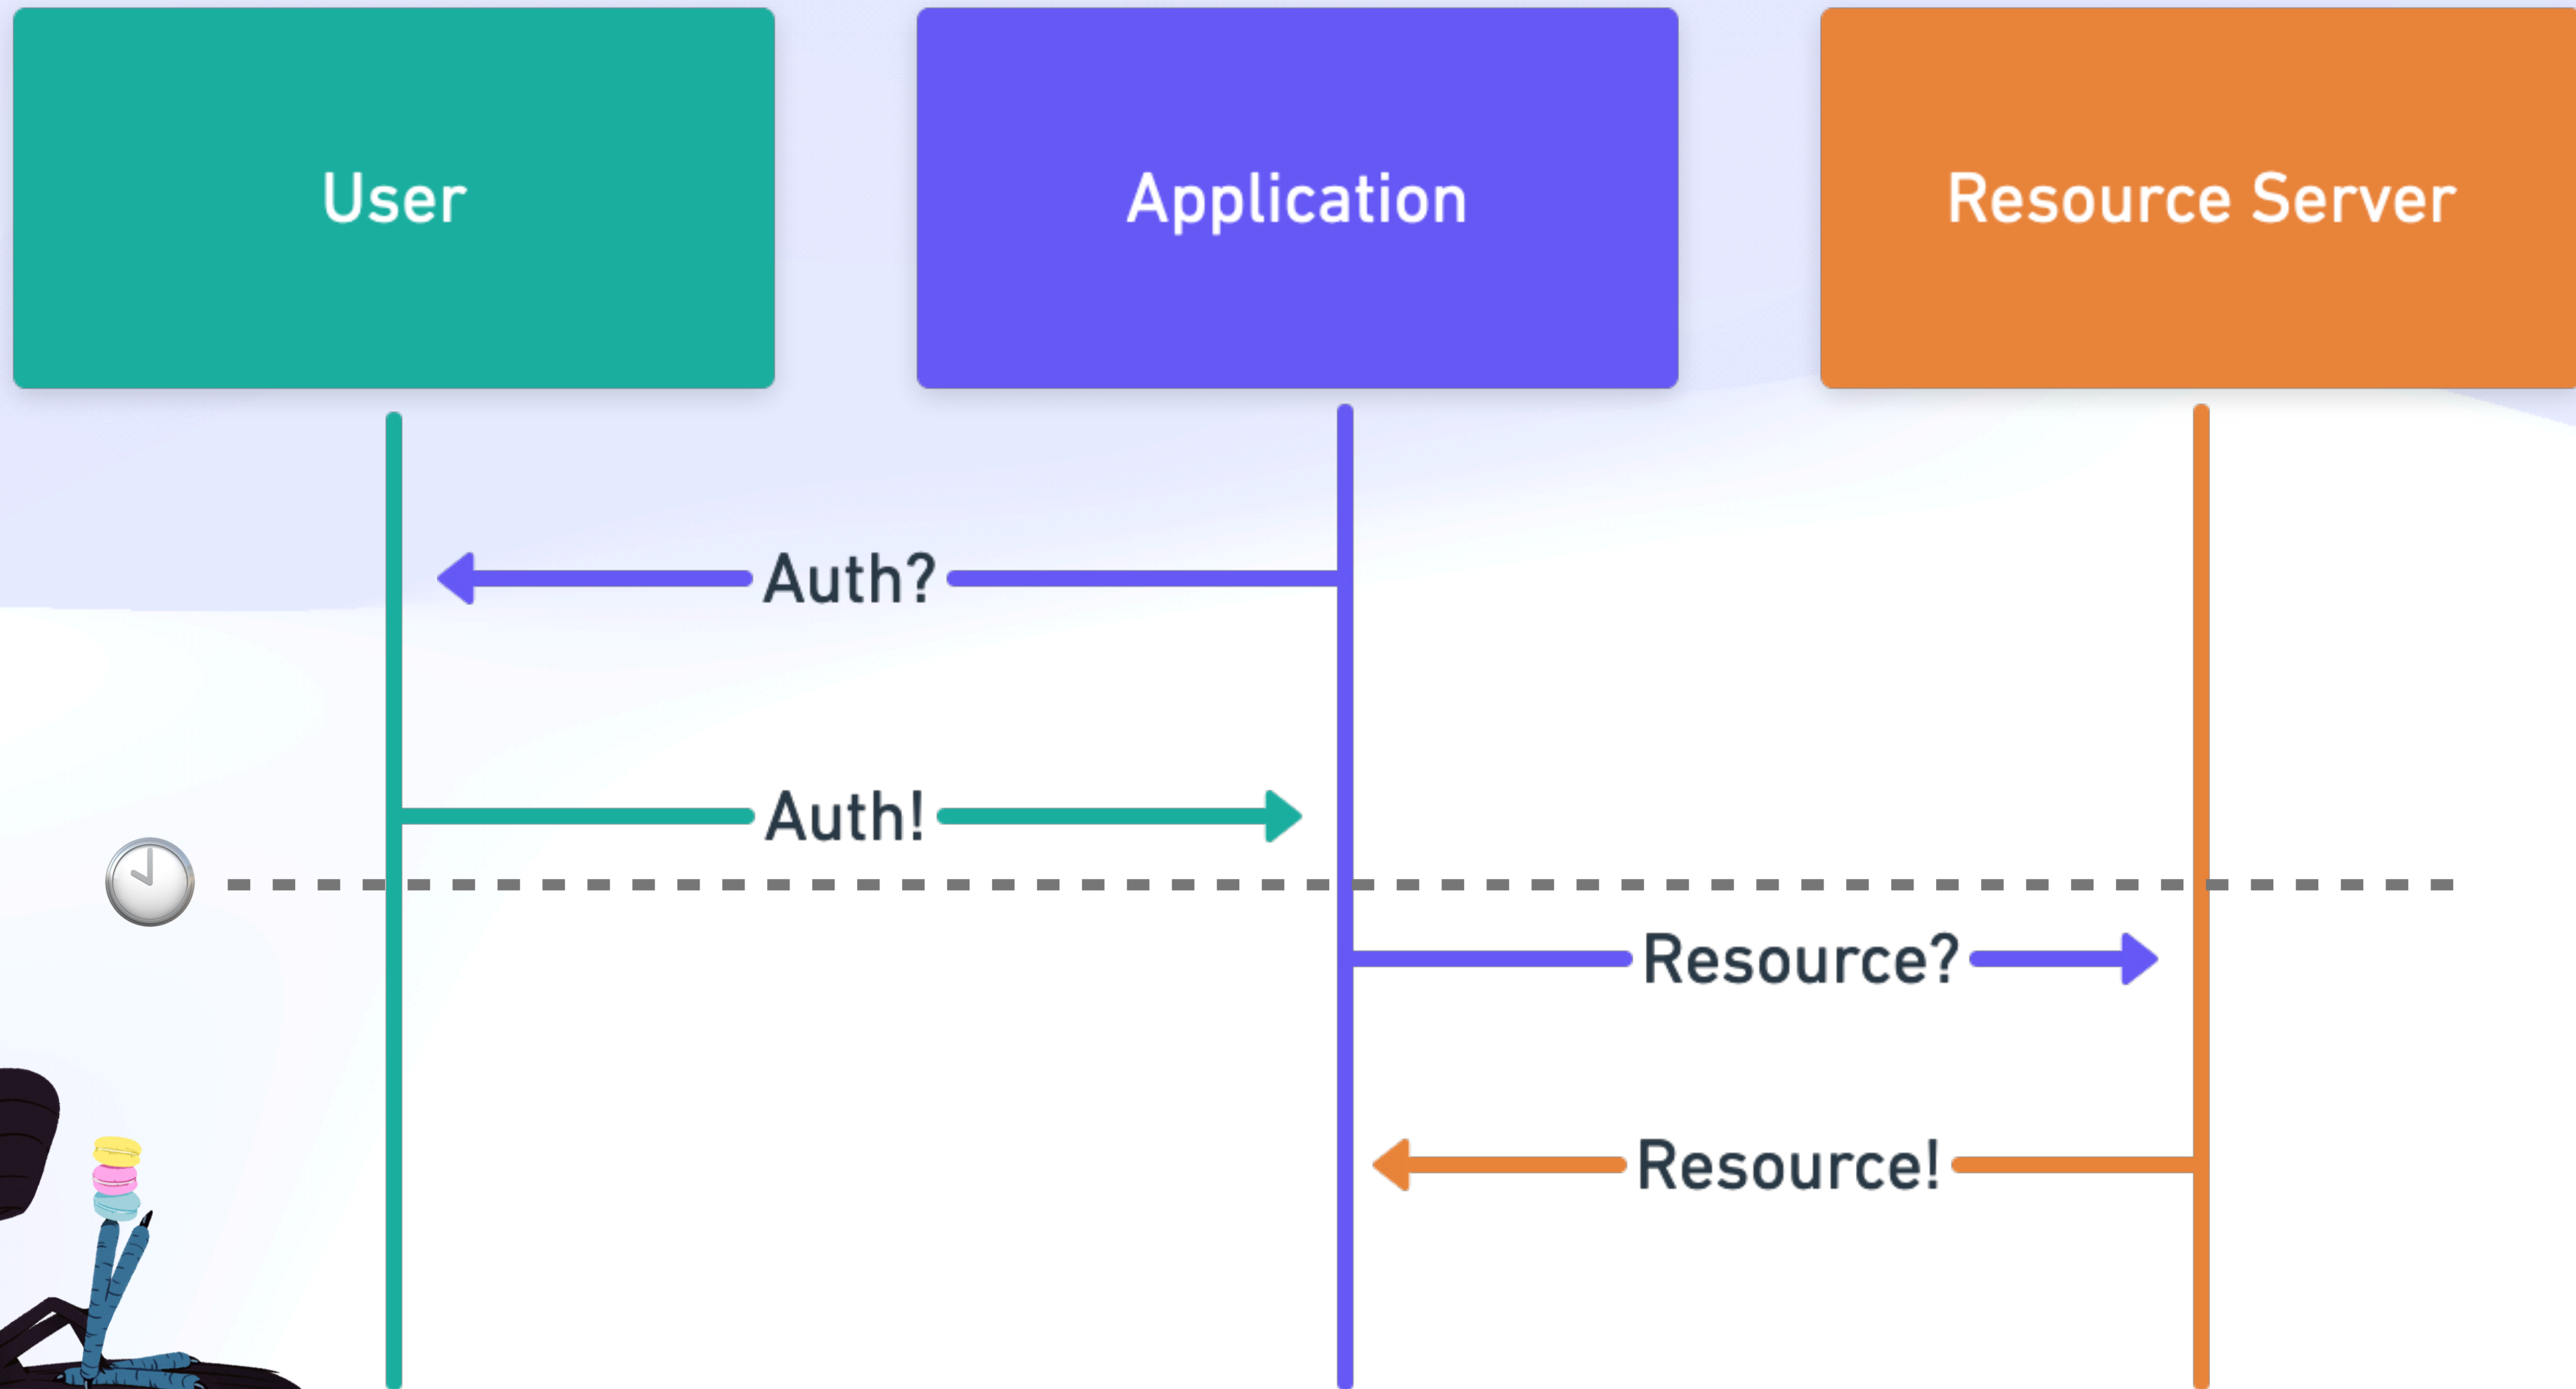 User
Application
Resource Server
Auth?
Auth!
Resource?
Resource!